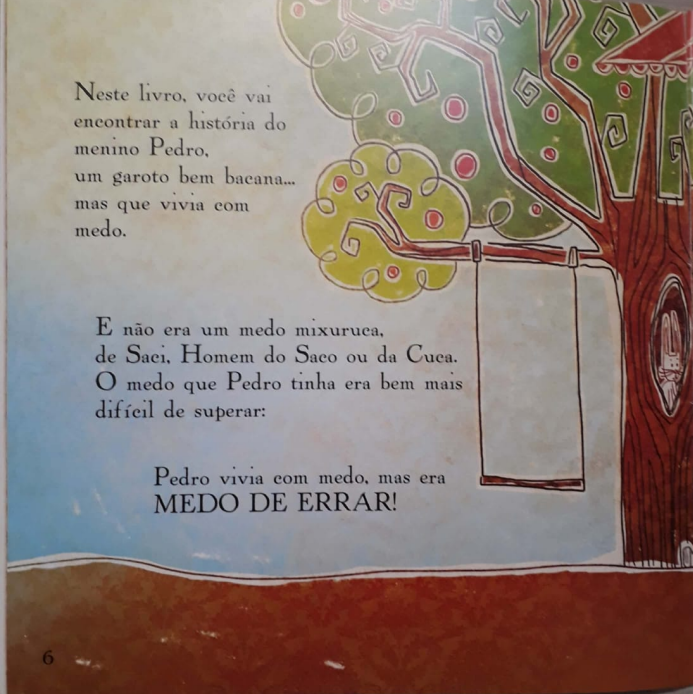 Neste livro, você vai
encontrar a história do
menino Pedro,
um garoto bem bacana...
mas que vivia com
medo.
E não era um medo mixuruca,
de Saci, Homem do Saco ou da Cuca.
O medo que Pedro tinha era bem mais
difícil de superar:
Pedro vivia com medo, mas era
MEDO DE ERRAR!
6